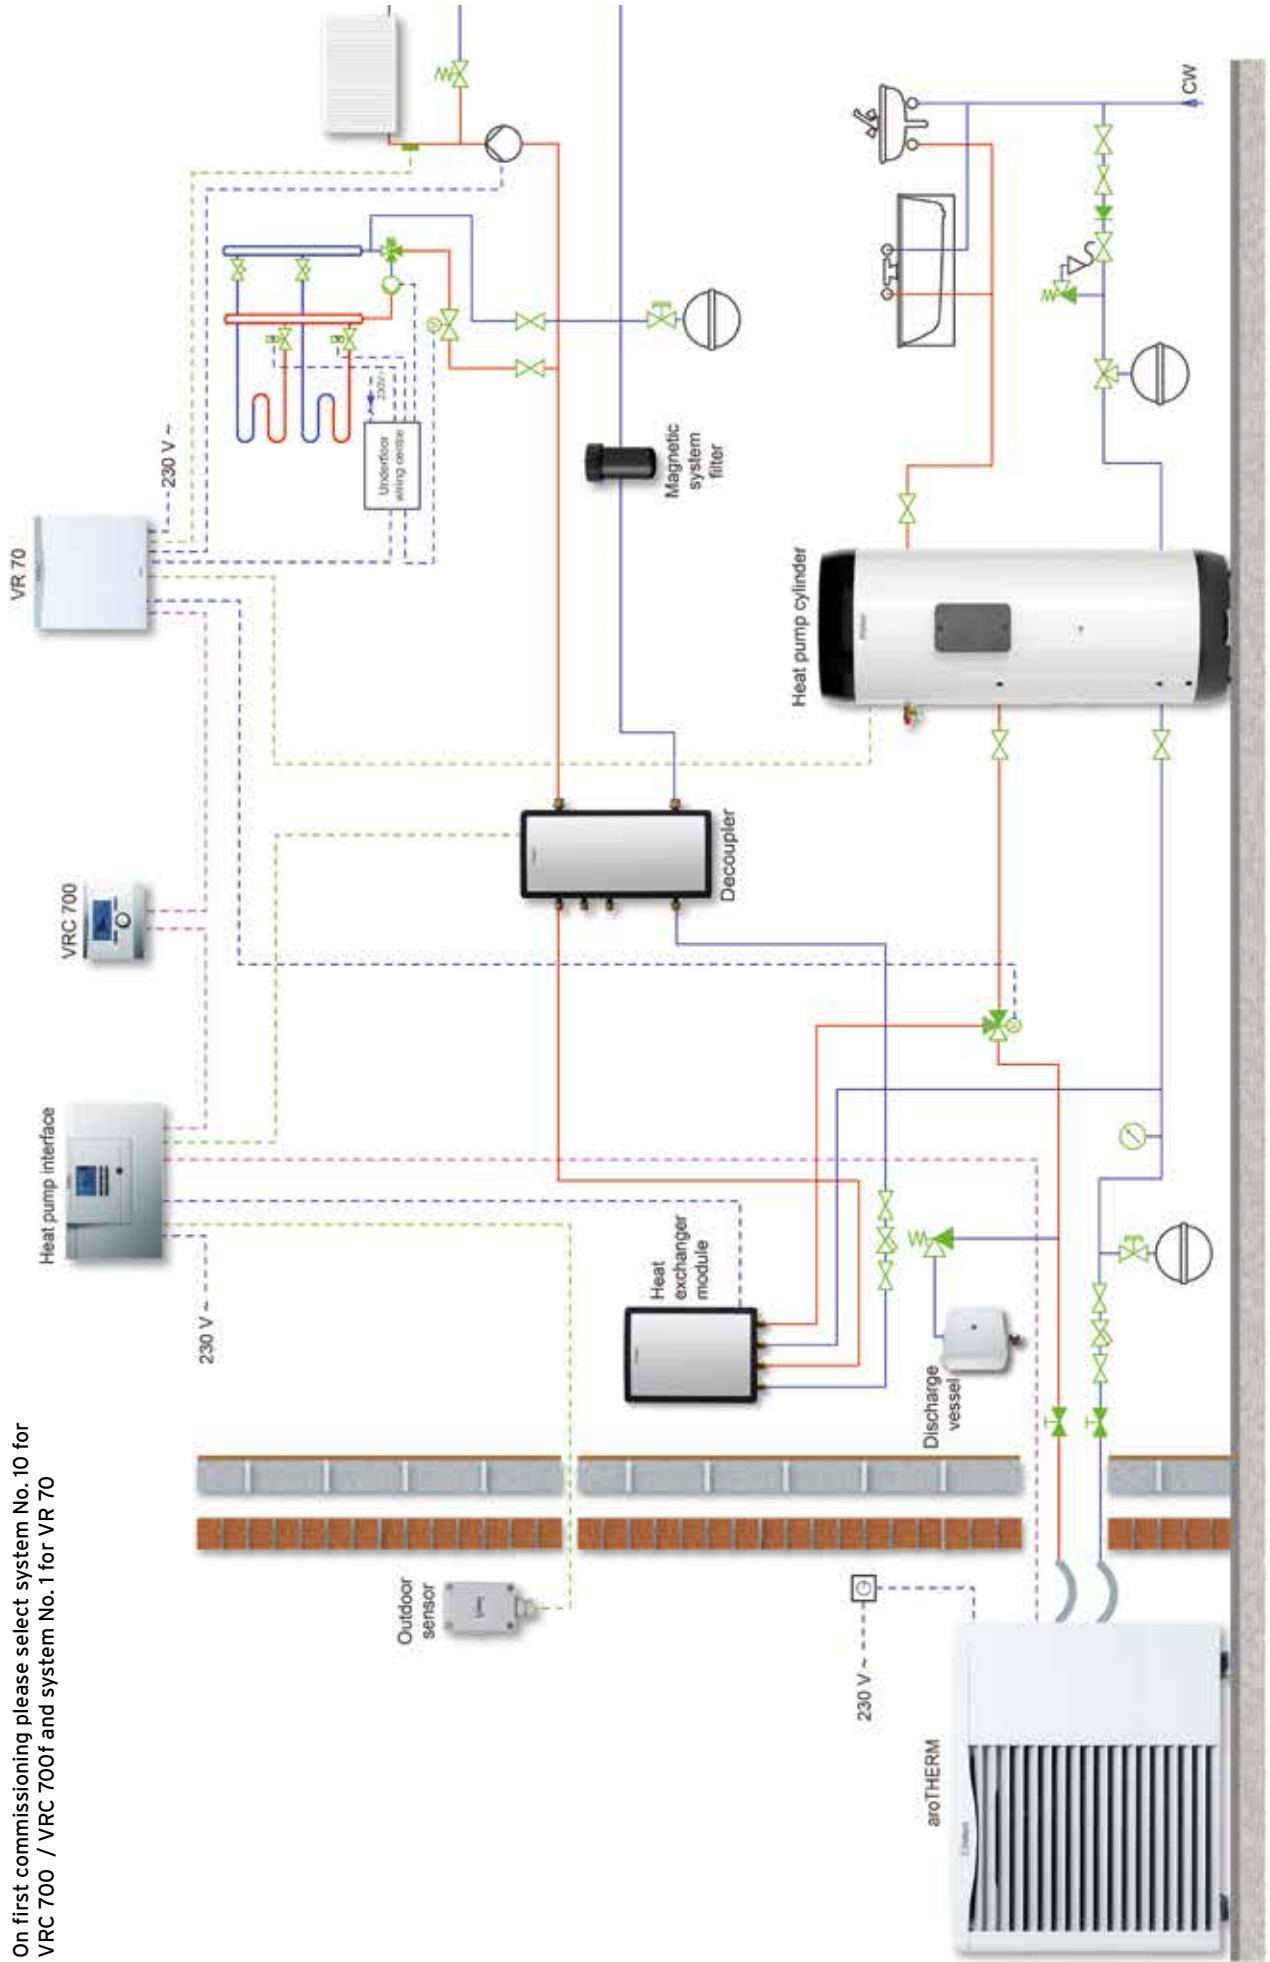 On first commissioning please select system No. 10 for
VRC 700 / VRC 700f and system No. 1 for VR 70
Heat pump interface
VRC 700
VR 70
230 V ~
230 V ~
Outdoor
sensor
Heat
exchanger
module
Decoupler
Magnetic
system
filter
Underfloor
wiring centre
230V~
aroTHERM
230 V ~
Discharge
vessel
Heat pump cylinder
CW